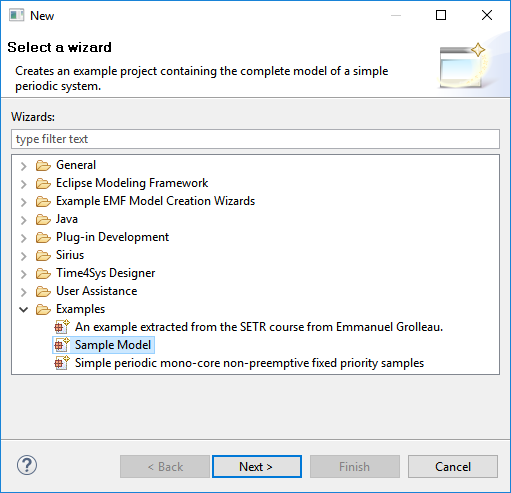 New
Select a wizard
Creates an example project containing the complete model of a simple
periodic system.
Wizards:
type filter text
General
Eclipse Modeling Framework
Example EMF Model Creation Wizards
Java
Plug-in Development
Sirius
Time4Sys Designer
User Assistance
Examples
An example extracted from the SETR course from Emmanuel Grolleau.
Sample Model
Simple periodic mono-core non-preemptive fixed priority samples
?
< Back
Next >
Finish
Cancel